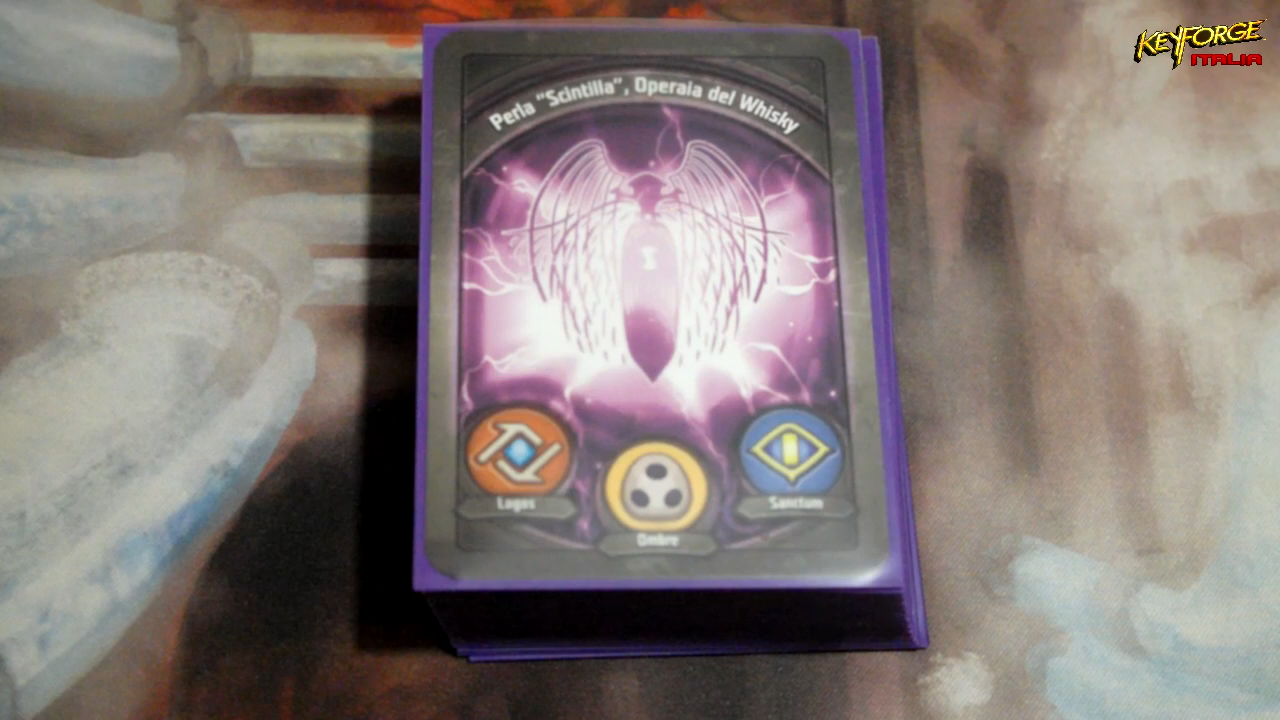 KEYFORGE
ITALIA
Perla "Scintilla", Operaia del Whisky
Logos
Sanctum
Ombre